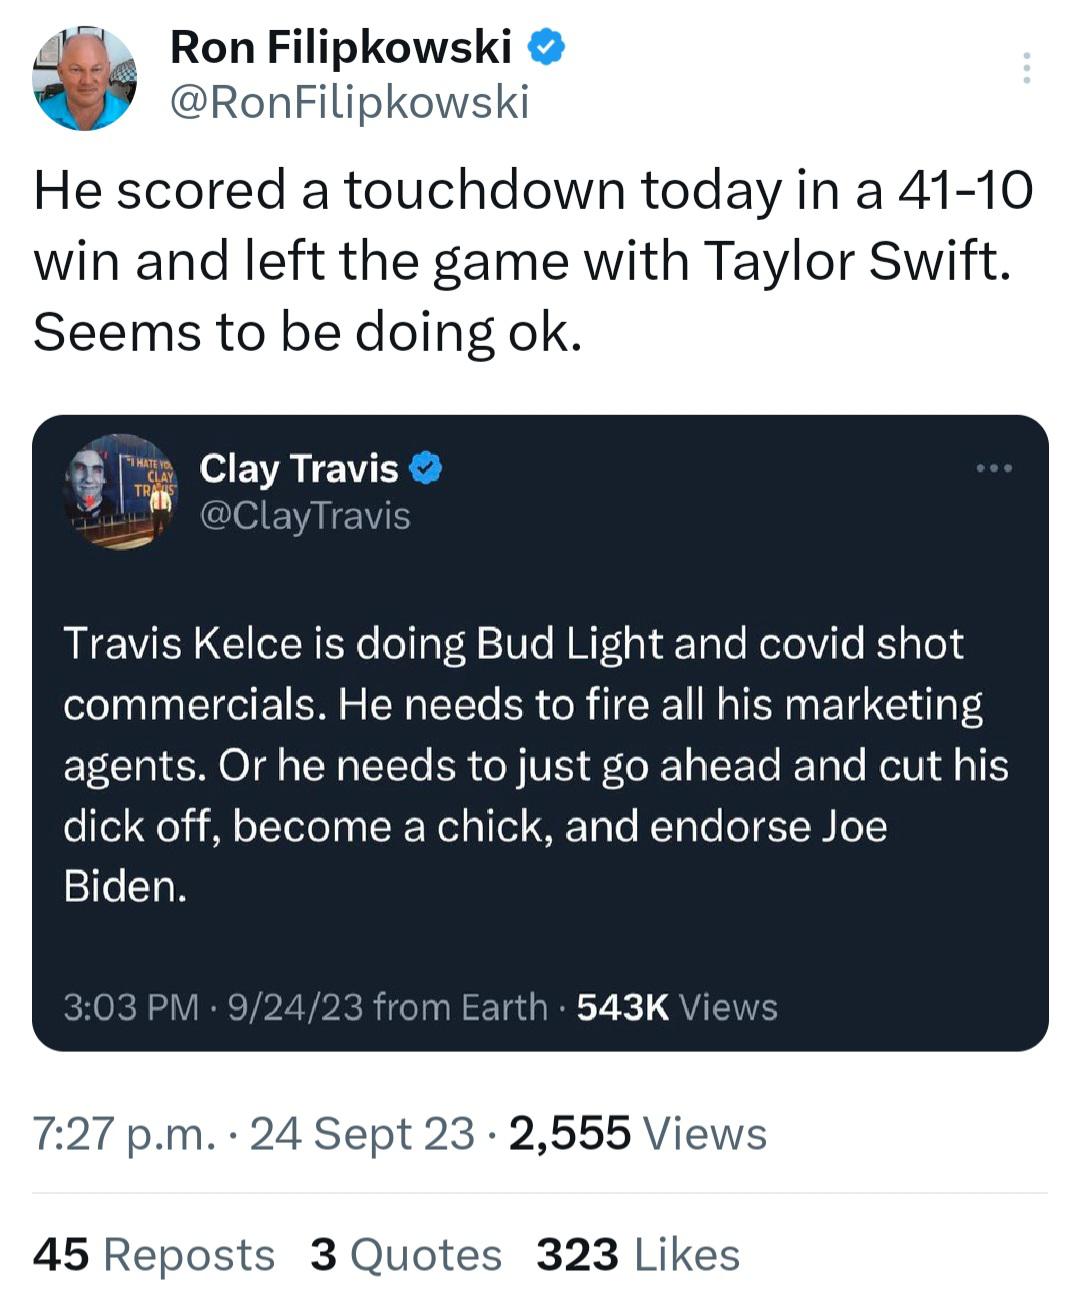 Ron Filipkowski
@RonFilipkowski
He scored a touchdown today in a 41-10
win and left the game with Taylor Swift.
Seems to be doing ok.
"I HATE YO
CLAY
TRAVIS"
Clay Travis
@ClayTravis
Travis Kelce is doing Bud Light and covid shot
commercials. He needs to fire all his marketing
agents. Or he needs to just go ahead and cut his
dick off, become a chick, and endorse Joe
Biden.
3:03 PM · 9/24/23 from Earth · 543K Views
7:27 p.m. · 24 Sept 23 · 2,555 Views
45 Reposts 3 Quotes 323 Likes